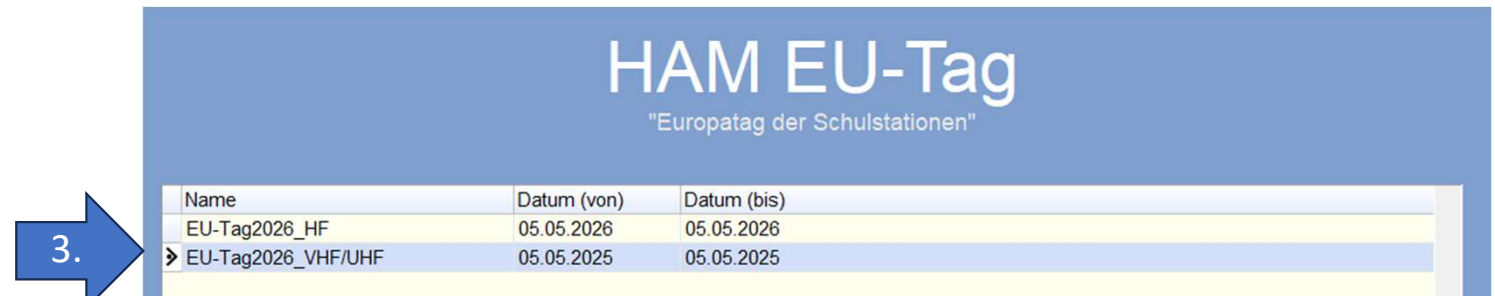 HAM EU-Tag
"Europatag der Schulstationen"
Name Datum (von) Datum (bis)
EU-Tag2026_HF 05.05.2026 05.05.2026
3.
EU-Tag2026_VHF/UHF 05.05.2025 05.05.2025